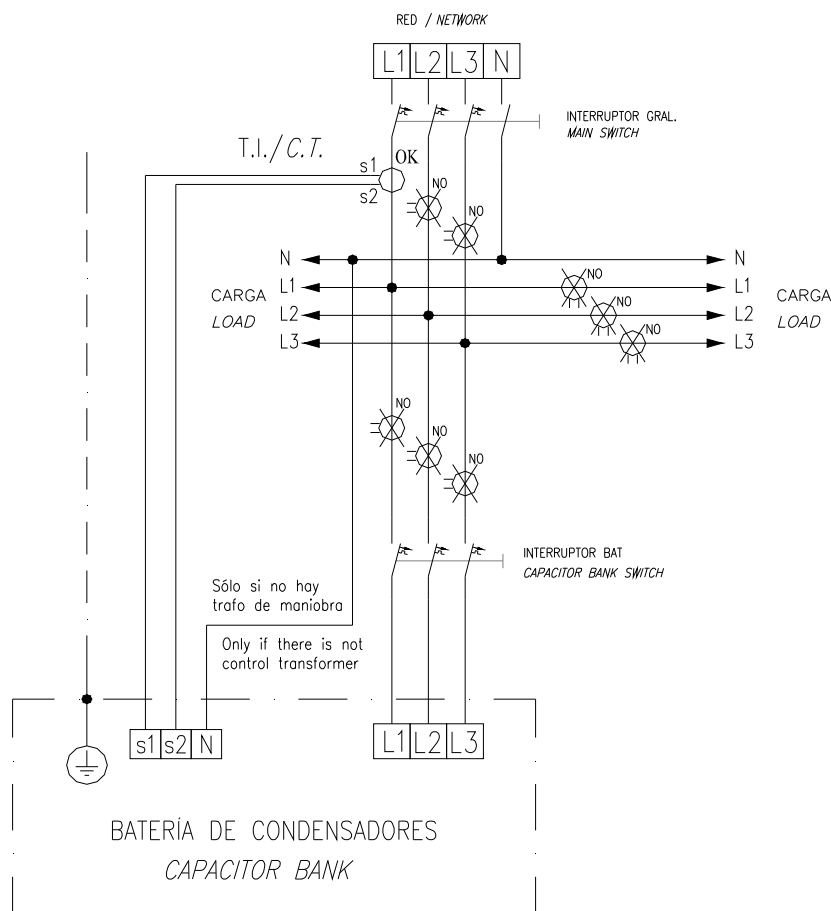 RED / NETWORK
L1 L2 L3 N
INTERRUPTOR GRAL.
MAIN SWITCH
T.I./C.T.
s1
OK
s2
NO
NO
N
N
L1
NO
L1
CARGA
LOAD
CARGA
LOAD
L2
NO
L2
L3
NO
L3
NO
NO
NO
INTERRUPTOR BAT
CAPACITOR BANK SWITCH
Sólo si no hay
trafo de maniobra
Only if there is not
control transformer
s1 s2 N
L1 L2 L3
BATERÍA DE CONDENSADORES
CAPACITOR BANK